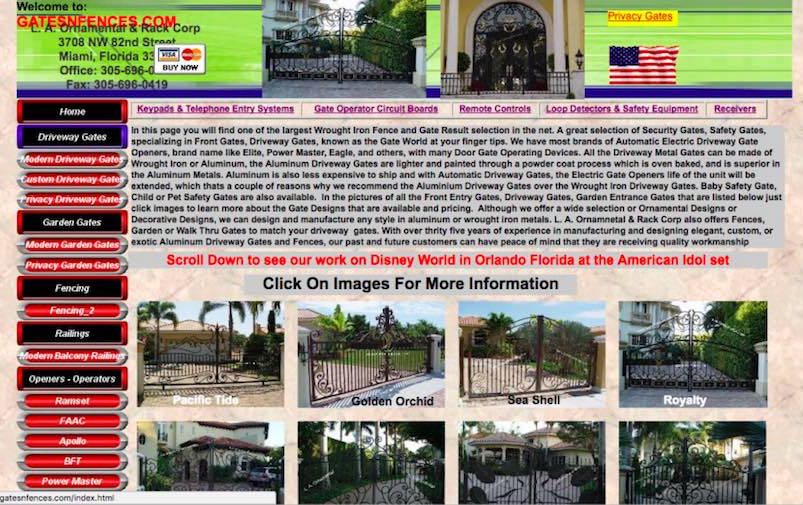 Welcome to:
GATESNFENCES.COM
L. A. Ornamental & Rack Corp
3708 NW 82nd Street
Miami, Florida 33
Office: 305-696-0
Fax: 305-696-0419
VISA MasterCard
BUY NOW
Privacy Gates
Home
Keypads & Telephone Entry Systems
Gate Operator Circuit Boards
Remote Controls
Loop Detectors & Safety Equipment
Receivers
Driveway Gates
Modern Driveway Gates
Custom Driveway Gates
Privacy Driveway Gates
Garden Gates
Modern Garden Gates
Privacy Garden Gates
Fencing
Fencing_2
Railings
Modern Balcony Railings
Openers - Operators
Ramset
FAAC
Apollo
BFT
Power Master
In this page you will find one of the largest Wrought Iron Fence and Gate Result selection in the net. A great selection of Security Gates, Safety Gates,
specializing in Front Gates, Driveway Gates, known as the Gate World at your finger tips. We have most brands of Automatic Electric Driveway Gate
Openers, brand name like Elite, Power Master, Eagle, and others, with many Door Gate Operating Devices. All the Driveway Metal Gates can be made of
Wrought Iron or Aluminum, the Aluminum Driveway Gates are lighter and painted through a powder coat process which is oven baked, and is superior in
the Aluminum Metals. Aluminum is also less expensive to ship and with Automatic Driveway Gates, the Electric Gate Openers life of the unit will be
extended, which thats a couple of reasons why we recommend the Aluminium Driveway Gates over the Wrought Iron Driveway Gates. Baby Safety Gate,
Child or Pet Safety Gates are also available.  In the pictures of all the Front Entry Gates, Driveway Gates, Garden Entrance Gates that are listed below just
click images to learn more about the Gate Designs that are available and pricing.  Although we offer a wide selection or Ornamental Designs or
Decorative Designs, we can design and manufacture any style in aluminum or wrought iron metals. L. A. Ornamnetal & Rack Corp also offers Fences,
Garden or Walk Thru Gates to match your driveway  gates. With over thrity five years of experience in manufacturing and designing elegant, custom, or
exotic Aluminum Driveway Gates and Fences, our past and future customers can have peace of mind that they are receiving quality workmanship
Scroll Down to see our work on Disney World in Orlando Florida at the American Idol set
Click On Images For More Information
Pacific Tide
Golden Orchid
Sea Shell
Royalty
gatesnfences.com/index.html